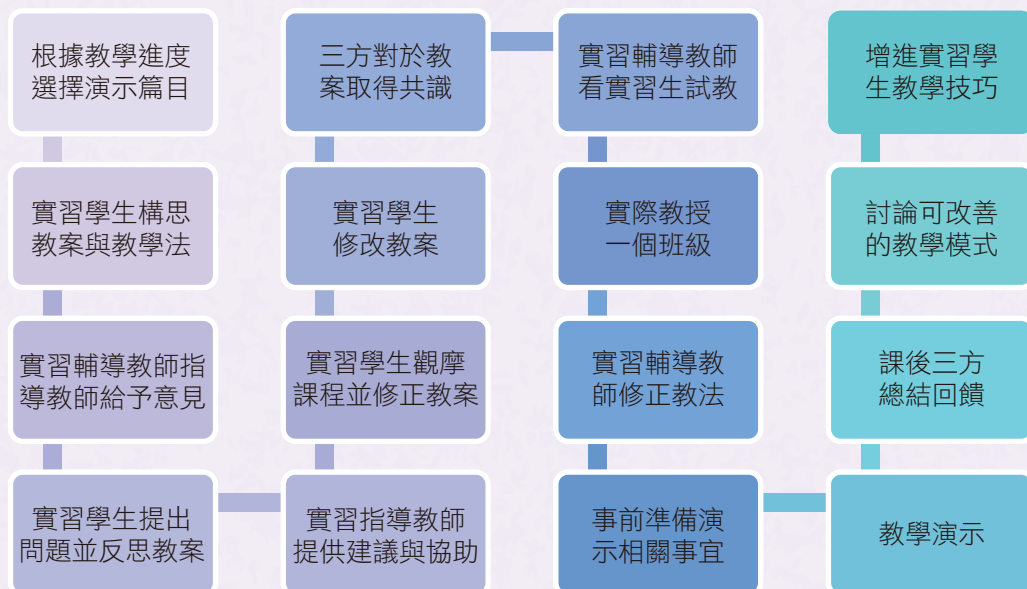 根據教學進度
選擇演示篇目
實習學生構思
教案與教學法
實習輔導教師指
導教師給予意見
實習學生提出
問題並反思教案
實習指導教師
提供建議與協助
實習學生觀摩
課程並修正教案
實習學生
修改教案
三方對於教
案取得共識
實習輔導教師
看實習生試教
實際教授
一個班級
實習輔導教
師修正教法
事前準備演
示相關事宜
教學演示
課後三方
總結回饋
討論可改善
的教學模式
增進實習學
生教學技巧